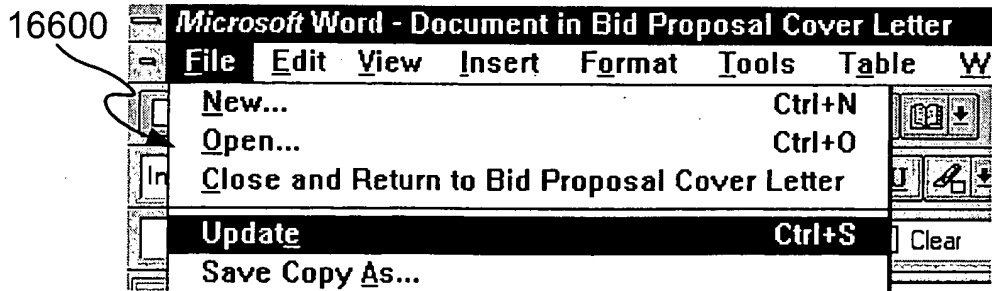 16600
Microsoft Word - Document in Bid Proposal Cover Letter
File Edit View Insert Format Tools Table W
New... Ctrl+N
Open... Ctrl+O
In
Close and Return to Bid Proposal Cover Letter U
Update Ctrl+S Clear
Save Copy As...